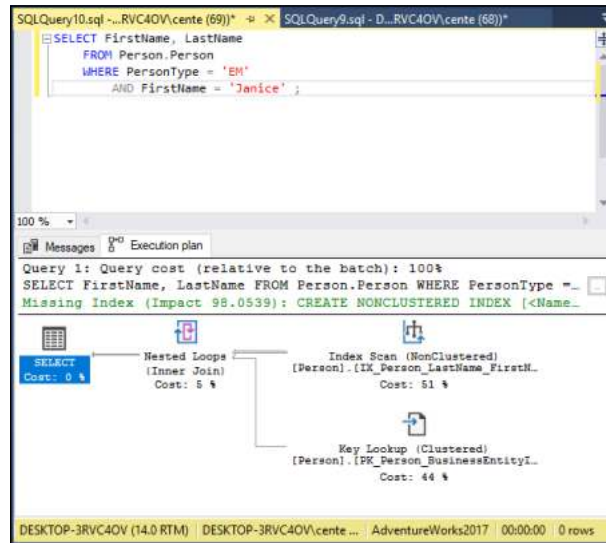 SQLQuery10.sql -...RVC4OV\cente (69))* SQLQuery9.sql - D...RVC4OV\cente (68))*
SELECT FirstName, LastName
FROM Person.Person
WHERE PersonType = 'EM'
AND FirstName = 'Janice' ;
100 %
Messages Execution plan
Query 1: Query cost (relative to the batch): 100%
SELECT FirstName, LastName FROM Person.Person WHERE PersonType =…
Missing Index (Impact 98.0539): CREATE NONCLUSTERED INDEX [<Name…
SELECT
Cost: 0 %
Nested Loops
(Inner Join)
Cost: 5 %
Index Scan (NonClustered)
[Person].[IX_Person_LastName_FirstN…
Cost: 51 %
Key Lookup (Clustered)
[Person].[PK_Person_BusinessEntityI…
Cost: 44 %
DESKTOP-3RVC4OV (14.0 RTM) DESKTOP-3RVC4OV\cente ... AdventureWorks2017 00:00:00 0 rows